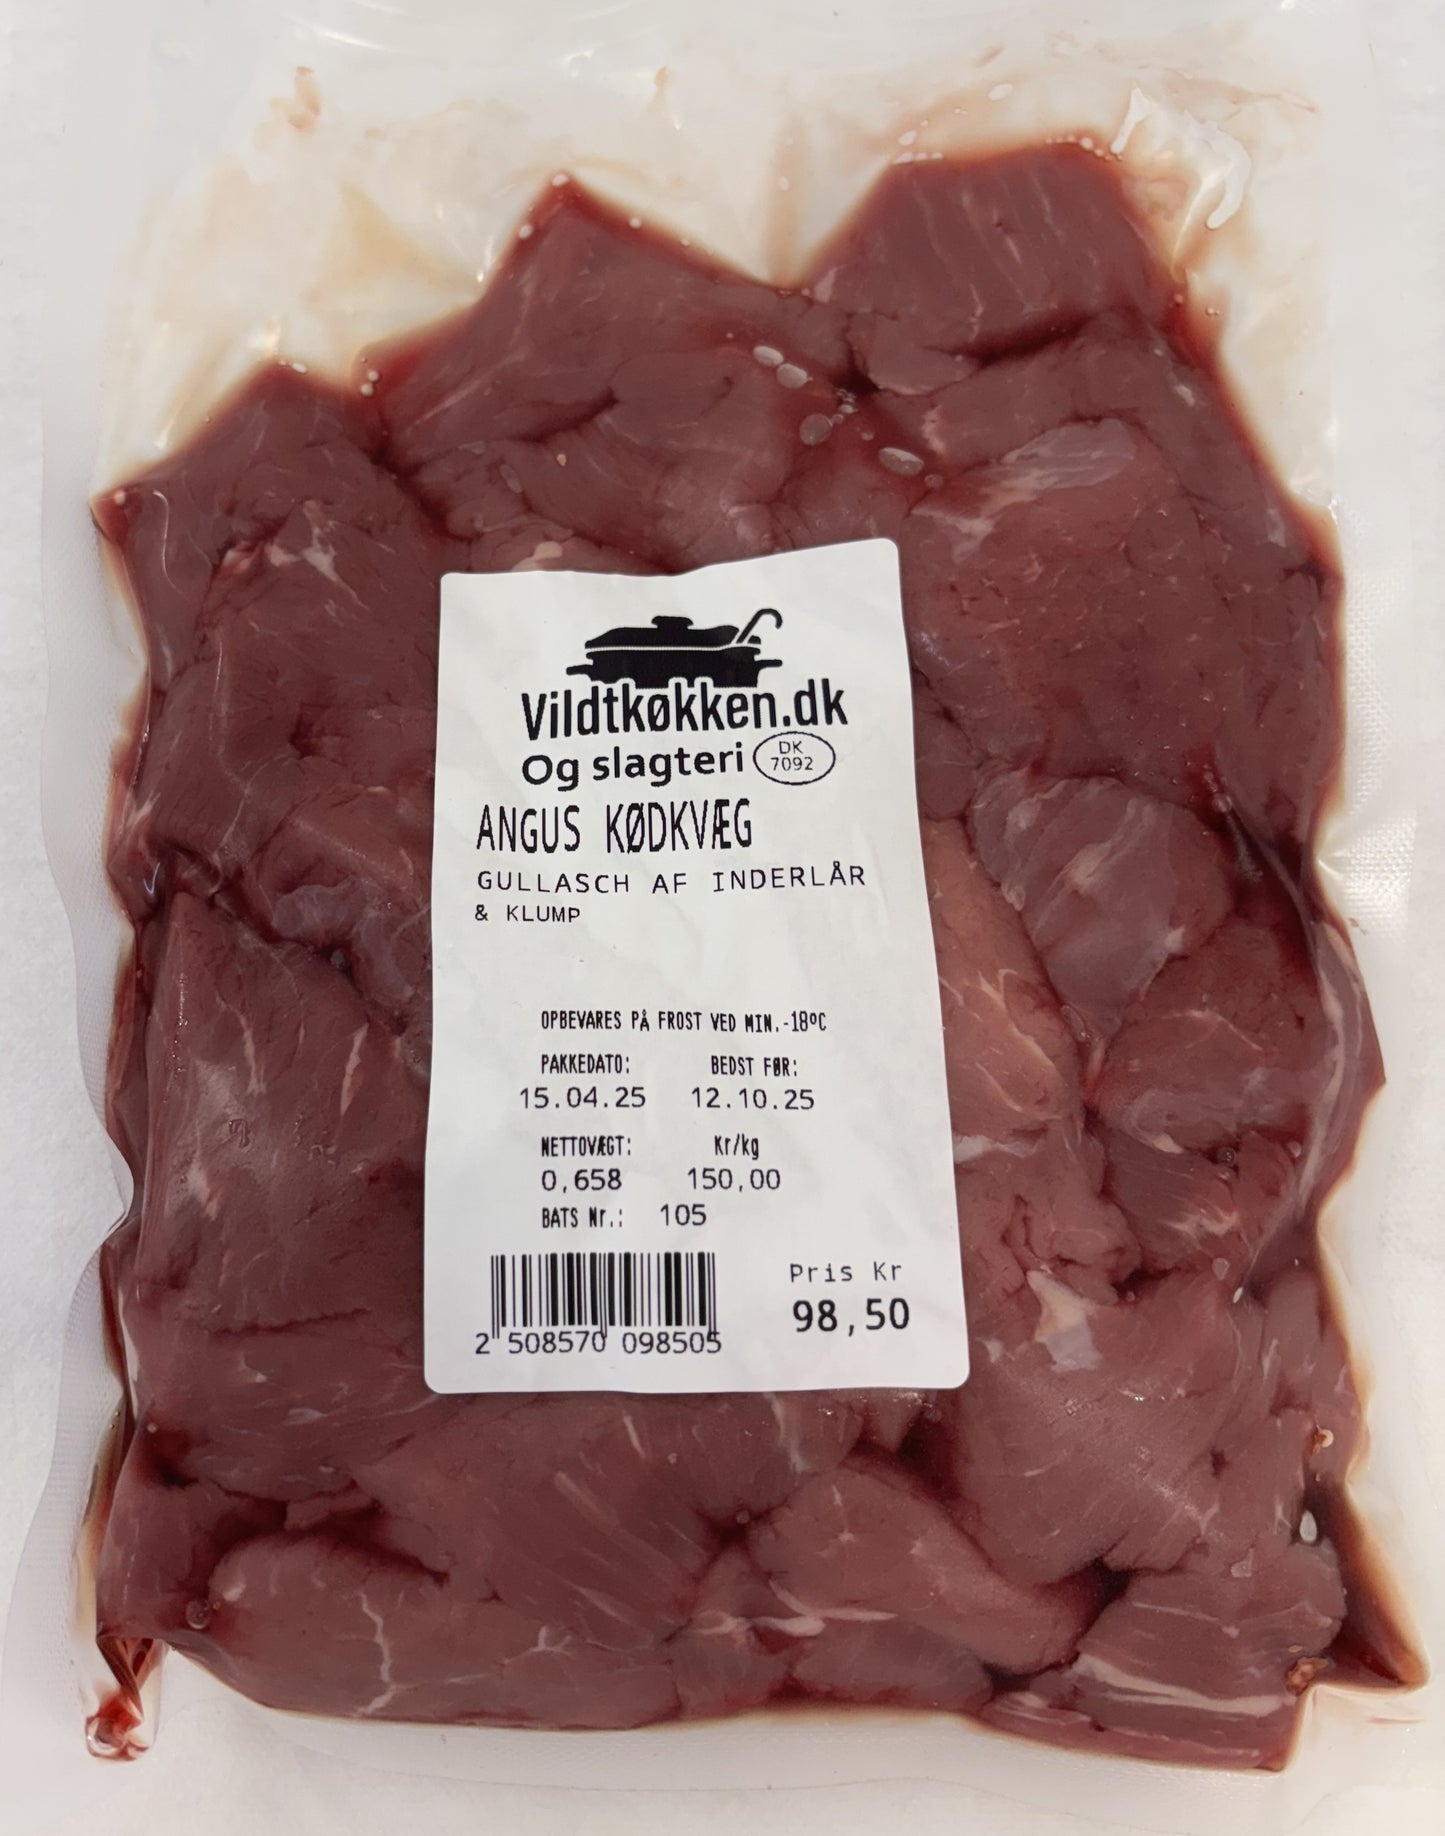 Vildtkøkken.dk
Og slagteri DK 7092
ANGUS KØDKVÆG
GULLASCH AF INDERLÅR
& KLUMP
OPBEVARES PÅ FROST VED MIN.-18ºC
PAKKEDATO: BEDST FØR:
15.04.25 12.10.25
NETTOVÆGT: Kr/kg
0,658 150,00
BATS Nr.: 105
Pris Kr
98,50
2 508570 098505